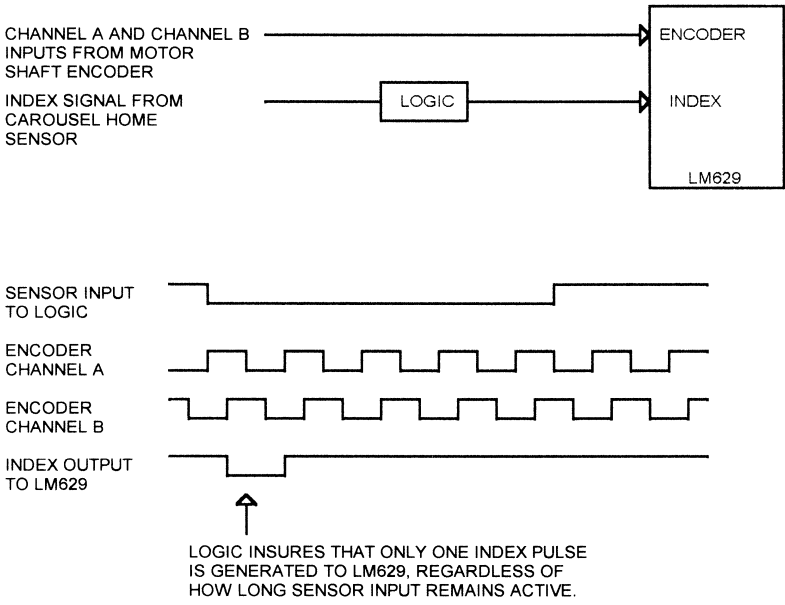 CHANNEL A AND CHANNEL B
INPUTS FROM MOTOR
SHAFT ENCODER
ENCODER
INDEX SIGNAL FROM
CAROUSEL HOME
SENSOR
LOGIC
INDEX
LM629
SENSOR INPUT
TO LOGIC
ENCODER
CHANNEL A
ENCODER
CHANNEL B
INDEX OUTPUT
TO LM629
LOGIC INSURES THAT ONLY ONE INDEX PULSE
IS GENERATED TO LM629, REGARDLESS OF
HOW LONG SENSOR INPUT REMAINS ACTIVE.